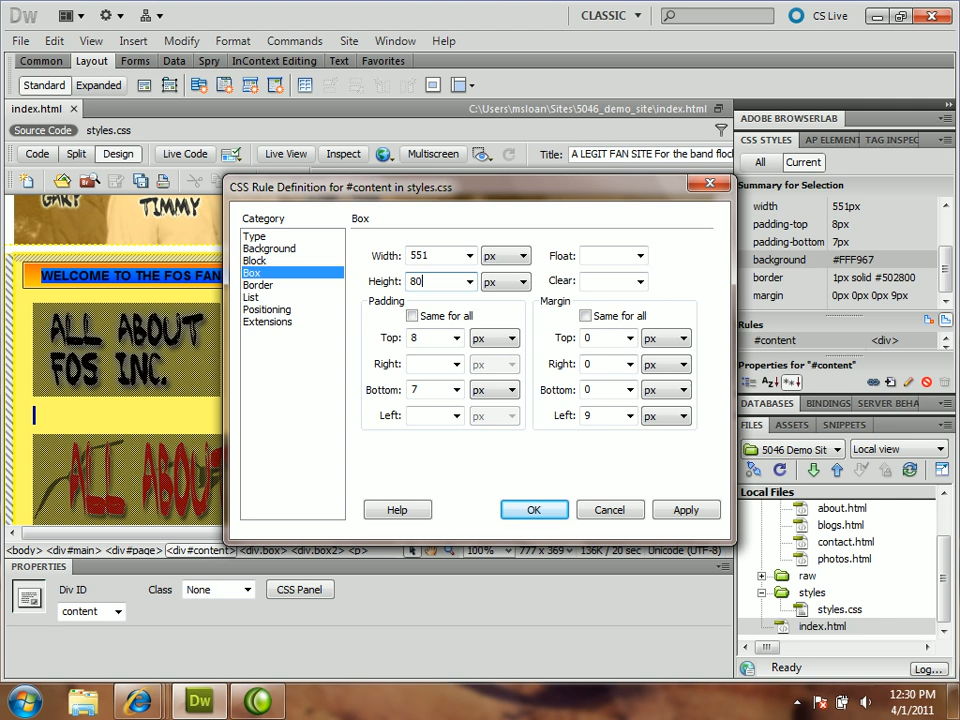 Dw CLASSIC CS Live
File Edit View Insert Modify Format Commands Site Window Help
Common Layout Forms Data Spry InContext Editing Text Favorites
Standard Expanded
index.html C:\Users\msloan\Sites\5046_demo_site\index.html
Source Code styles.css
Code Split Design Live Code Live View Inspect Multiscreen Title: A LEGIT FAN SITE For the band flocl
GARY
TIMMY
WELCOME TO THE FOS FAN
ALL ABOUT
FOS INC.
ALL ABOU
CSS Rule Definition for #content in styles.css
Category
Type
Background
Block
Box
Border
List
Positioning
Extensions
Box
Width: 551 px Float:
Height: 80 px Clear:
Padding Margin
Same for all Same for all
Top: 8 px Top: 0 px
Right: px Right: 0 px
Bottom: 7 px Bottom: 0 px
Left: px Left: 9 px
Help OK Cancel Apply
<body> <div#main> <div#page> <div#content> <div.box> <div.box2> <p> 100% 777 x 369 136K / 20 sec Unicode (UTF-8)
PROPERTIES
Div ID Class None CSS Panel
content
ADOBE BROWSERLAB
CSS STYLES AP ELEMENT TAG INSPEC
All Current
Summary for Selection
width 551px
padding-top 8px
padding-bottom 7px
background #FFF967
border 1px solid #502800
margin 0px 0px 0px 9px
Rules
#content <div>
Properties for "#content"
DATABASES BINDINGS SERVER BEHA
FILES ASSETS SNIPPETS
5046 Demo Sit Local view
Local Files
about.html
blogs.html
contact.html
photos.html
raw
styles
styles.css
index.html
Ready Log...
Dw
12:30 PM
4/1/2011